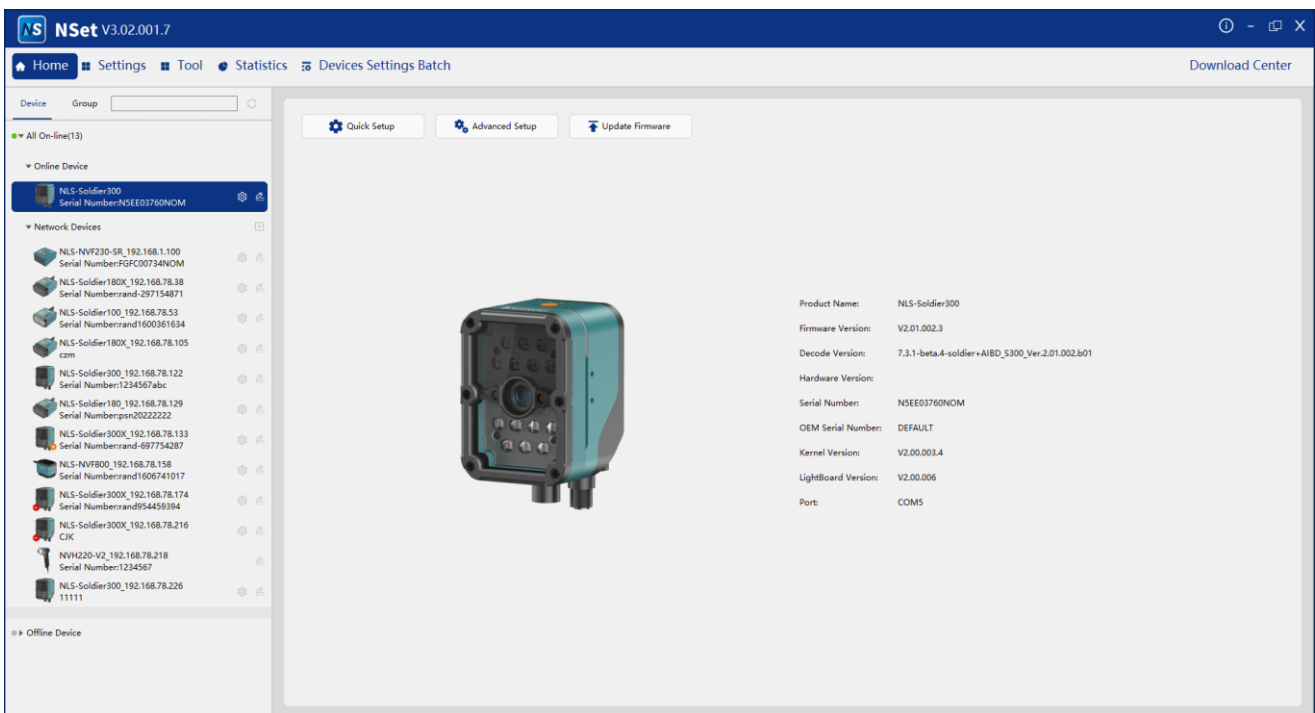 NS NSet V3.02.001.7
Home Settings Tool Statistics Devices Settings Batch Download Center
Device Group
All On-line(13)
Online Device
NLS-Soldier300
Serial Number:N5EE03760NOM
Network Devices
NLS-NVF230-SR_192.168.1.100
Serial Number:FGFC00734NOM
NLS-Soldier180X_192.168.78.38
Serial Number:rand-297154871
NLS-Soldier100_192.168.78.53
Serial Number:rand1600361634
NLS-Soldier180X_192.168.78.105
czm
NLS-Soldier300_192.168.78.122
Serial Number:1234567abc
NLS-Soldier180_192.168.78.129
Serial Number:psn20222222
NLS-Soldier300X_192.168.78.133
Serial Number:rand-697754287
NLS-NVF800_192.168.78.158
Serial Number:rand1606741017
NLS-Soldier300X_192.168.78.174
Serial Number:rand954459394
NLS-Soldier300X_192.168.78.216
CJK
NVH220-V2_192.168.78.218
Serial Number:1234567
NLS-Soldier300_192.168.78.226
11111
Offline Device
Quick Setup Advanced Setup Update Firmware
Product Name: NLS-Soldier300
Firmware Version: V2.01.002.3
Decode Version: 7.3.1-beta.4-soldier+AIBD_S300_Ver.2.01.002.b01
Hardware Version:
Serial Number: N5EE03760NOM
OEM Serial Number: DEFAULT
Kernel Version: V2.00.003.4
LightBoard Version: V2.00.006
Port: COM5